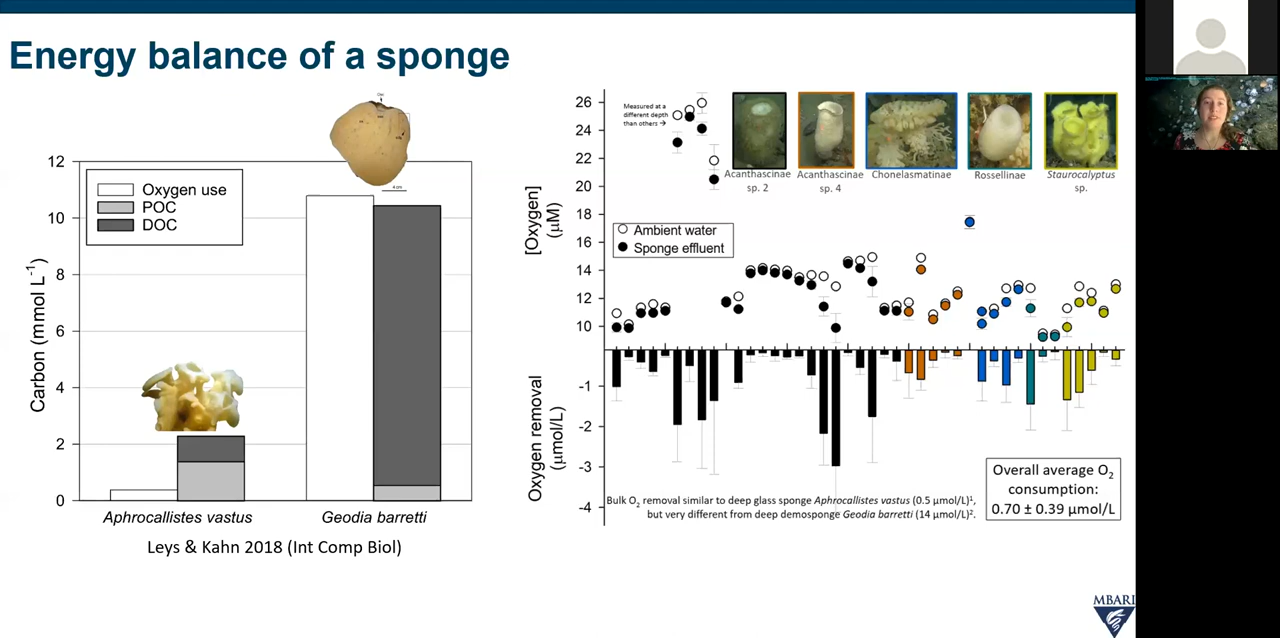 Energy balance of a sponge
Carbon (mmol L-1)
12
10
8
6
4
2
0
Oxygen use
POC
DOC
Osc
4 cm
Aphrocallistes vastus
Geodia barretti
Leys & Kahn 2018 (Int Comp Biol)
[Oxygen]
(μM)
26
24
22
20
18
16
14
12
10
Measured at a
different depth
than others →
Ambient water
Sponge effluent
Acanthascinae
sp. 2
Acanthascinae
sp. 4
Chonelasmatinae
Rossellinae
Staurocalyptus
sp.
Oxygen removal
(μmol/L)
-1
-2
-3
-4
Bulk O2 removal similar to deep glass sponge Aphrocallistes vastus (0.5 μmol/L)1,
but very different from deep demosponge Geodia barretti (14 μmol/L)2.
Overall average O2
consumption:
0.70 ± 0.39 μmol/L
MBARI